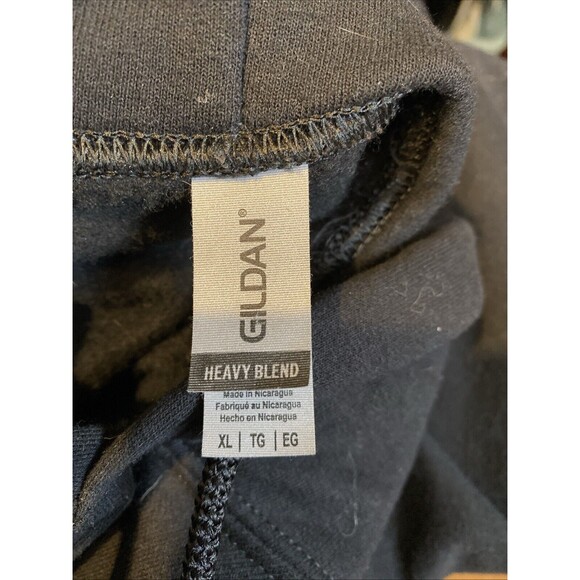 GILDAN®
HEAVY BLEND
Made in Nicaragua
Fabriqué au Nicaragua
Hecho en Nicaragua
XL | TG | EG